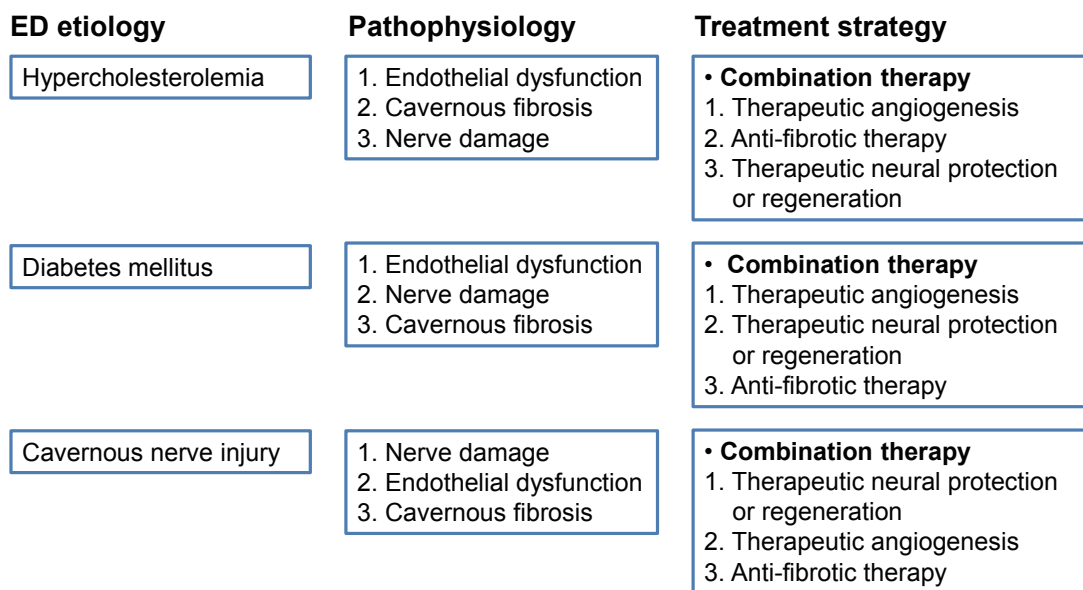 ED etiology
Pathophysiology
Treatment strategy
Hypercholesterolemia
1. Endothelial dysfunction
2. Cavernous fibrosis
3. Nerve damage
• Combination therapy
1. Therapeutic angiogenesis
2. Anti-fibrotic therapy
3. Therapeutic neural protection
or regeneration
Diabetes mellitus
1. Endothelial dysfunction
2. Nerve damage
3. Cavernous fibrosis
• Combination therapy
1. Therapeutic angiogenesis
2. Therapeutic neural protection
or regeneration
3. Anti-fibrotic therapy
Cavernous nerve injury
1. Nerve damage
2. Endothelial dysfunction
3. Cavernous fibrosis
• Combination therapy
1. Therapeutic neural protection
or regeneration
2. Therapeutic angiogenesis
3. Anti-fibrotic therapy